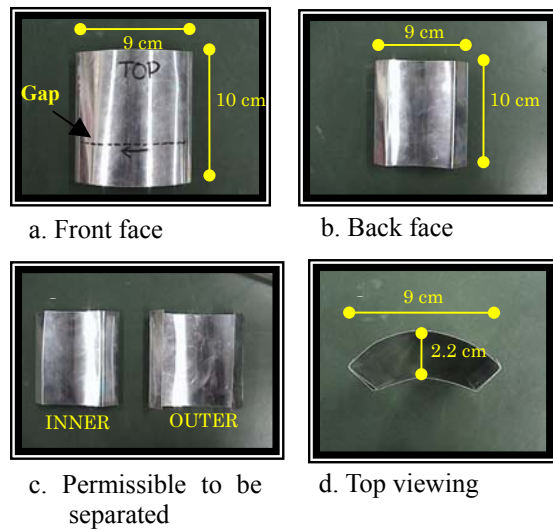 9 cm
TOP
10 cm
Gap
←
a. Front face
9 cm
10 cm
b. Back face
INNER
OUTER
c. Permissible to be
separated
9 cm
2.2 cm
d. Top viewing